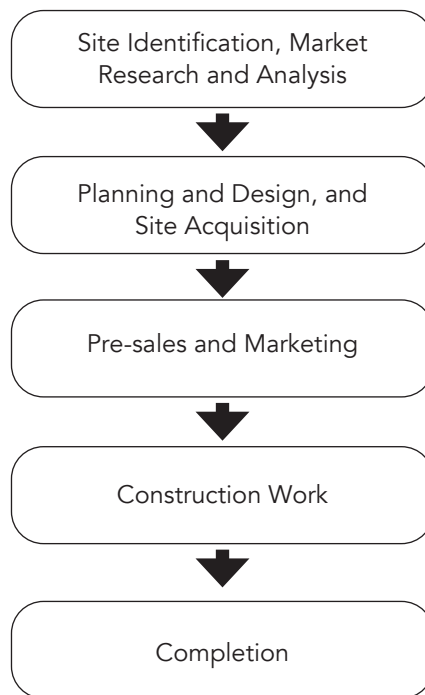 Site Identification, Market
Research and Analysis
Planning and Design, and
Site Acquisition
Pre-sales and Marketing
Construction Work
Completion